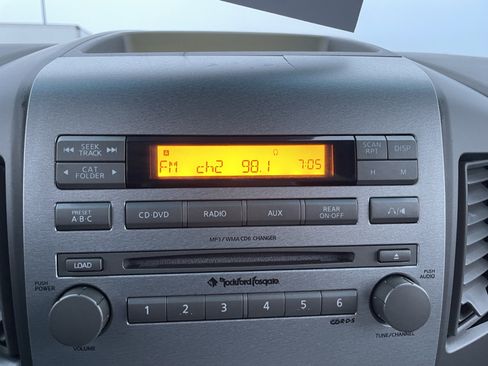 SEEK
TRACK
CAT
FOLDER
A
FM ch2 98.1 7:05
SCAN
RPT
DISP
H M
PRESET
A·B·C
CD·DVD
RADIO
AUX
REAR
ON·OFF
MP3/WMA CD6 CHANGER
LOAD
Rockford Fosgate
PUSH
POWER
VOLUME
1 2 3 4 5 6
R·D·S
PUSH
AUDIO
TUNE/CHANNEL